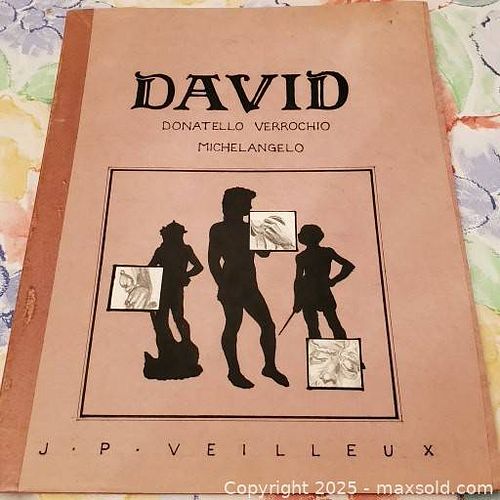 DAVID
DONATELLO VERROCHIO
MICHELANGELO
J. P. VEILLEUX
Copyright 2025 - maxsold.com